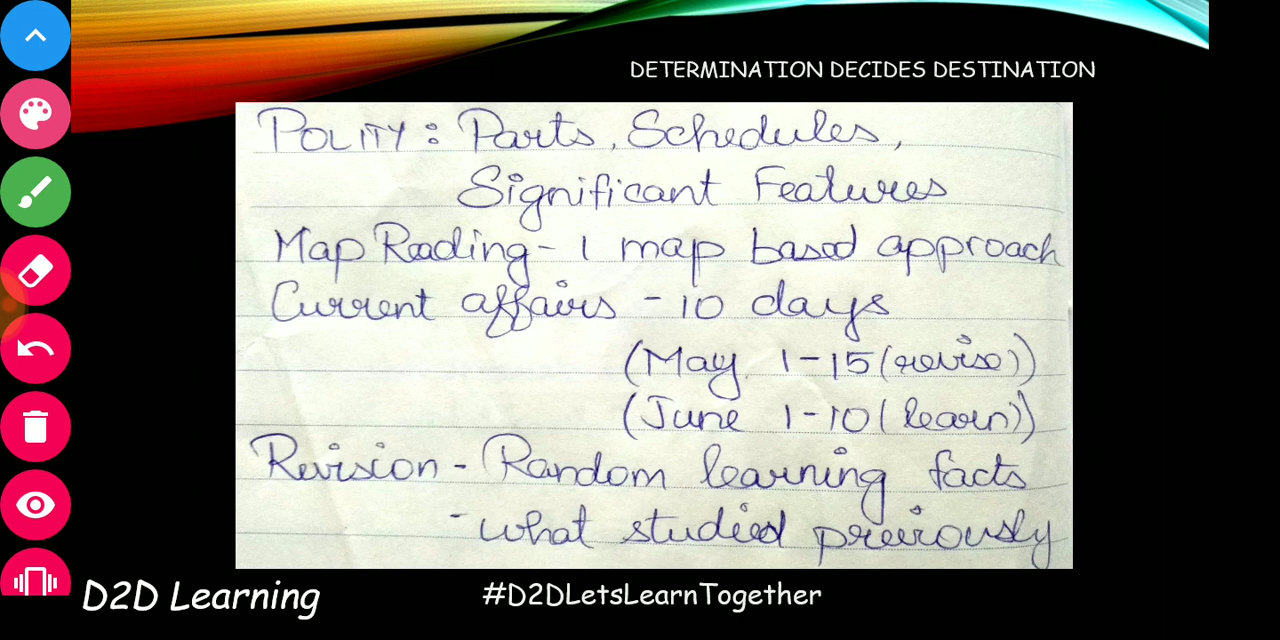 DETERMINATION DECIDES DESTINATION
POLITY: Parts, Schedules,
Significant Features
Map Reading - 1 map based approach
Current affairs - 10 days
(May 1-15(revise))
(June 1-10(learn))
Revision - Random learning facts
- what studied previously
D2D Learning
#D2DLetsLearnTogether